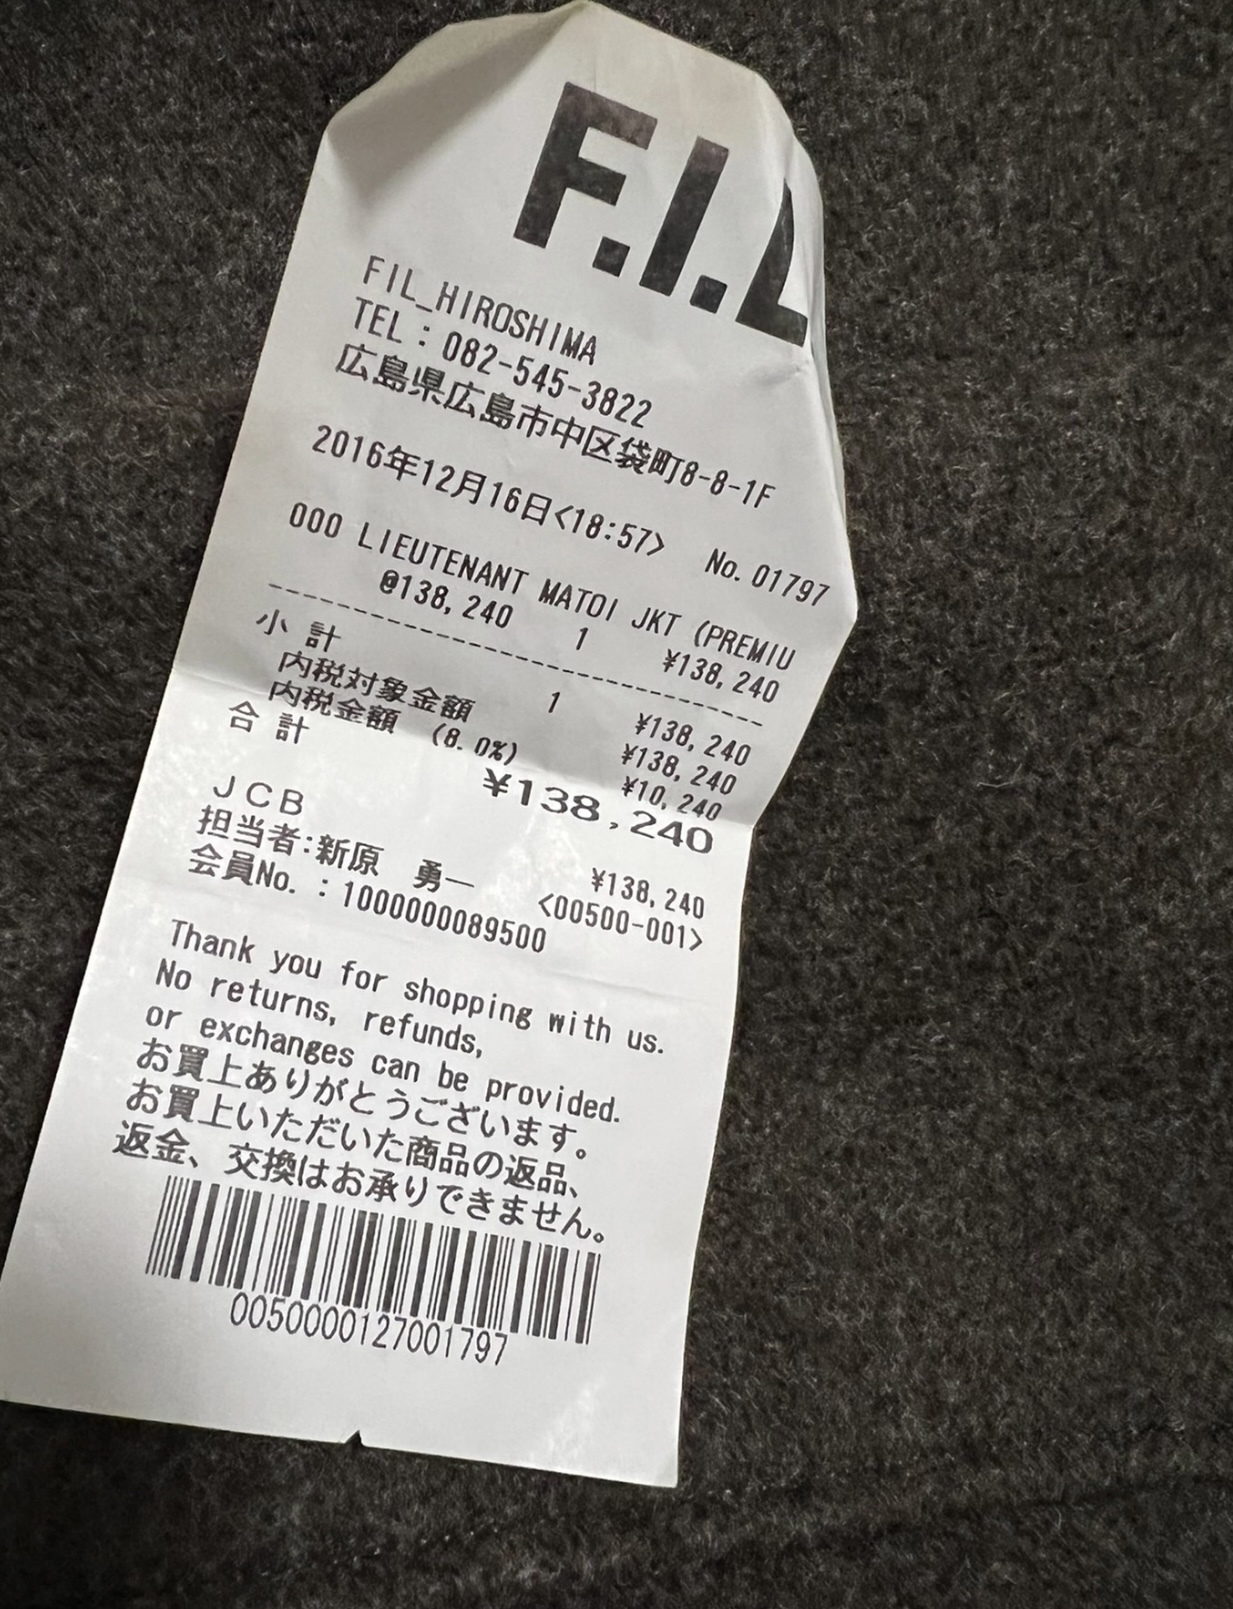 F.I.L
FIL_HIROSHIMA
TEL : 082-545-3822
広島県広島市中区袋町8-8-1F
2016年12月16日<18:57> No. 01797
000 LIEUTENANT MATOI JKT (PREMIU
@138,240 1 ¥138,240
小計 1 ¥138,240
内税対象金額 ¥138,240
内税金額 (8.0%) ¥10,240
合計 ¥138,240
JCB ¥138,240
担当者:新原 勇一 <00500-001>
会員No. : 1000000089500
Thank you for shopping with us.
No returns, refunds,
or exchanges can be provided.
お買上ありがとうございます。
お買上いただいた商品の返品、
返金、交換はお承りできません。
0050000127001797